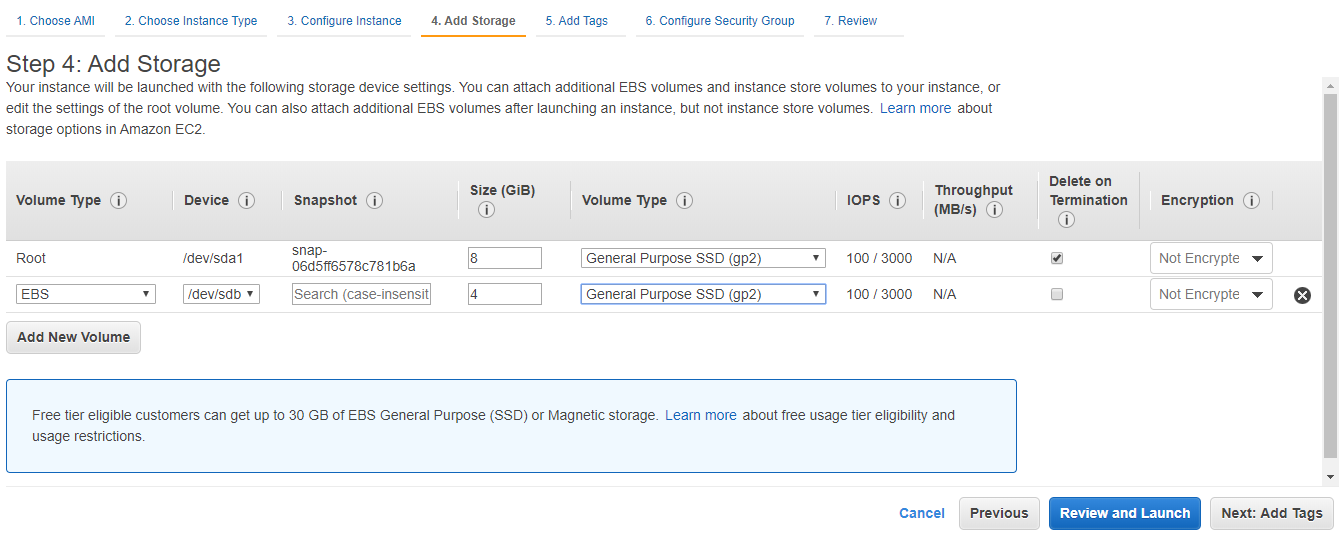 1. Choose AMI 2. Choose Instance Type 3. Configure Instance 4. Add Storage 5. Add Tags 6. Configure Security Group 7. Review
Step 4: Add Storage
Your instance will be launched with the following storage device settings. You can attach additional EBS volumes and instance store volumes to your instance, or
edit the settings of the root volume. You can also attach additional EBS volumes after launching an instance, but not instance store volumes. Learn more about
storage options in Amazon EC2.
Volume Type Device Snapshot Size (GiB) Volume Type IOPS Throughput (MB/s) Delete on Termination Encryption
Root /dev/sda1 snap-06d5ff6578c781b6a 8 General Purpose SSD (gp2) 100 / 3000 N/A Not Encrypte
EBS /dev/sdb Search (case-insensit 4 General Purpose SSD (gp2) 100 / 3000 N/A Not Encrypte
Add New Volume
Free tier eligible customers can get up to 30 GB of EBS General Purpose (SSD) or Magnetic storage. Learn more about free usage tier eligibility and
usage restrictions.
Cancel Previous Review and Launch Next: Add Tags